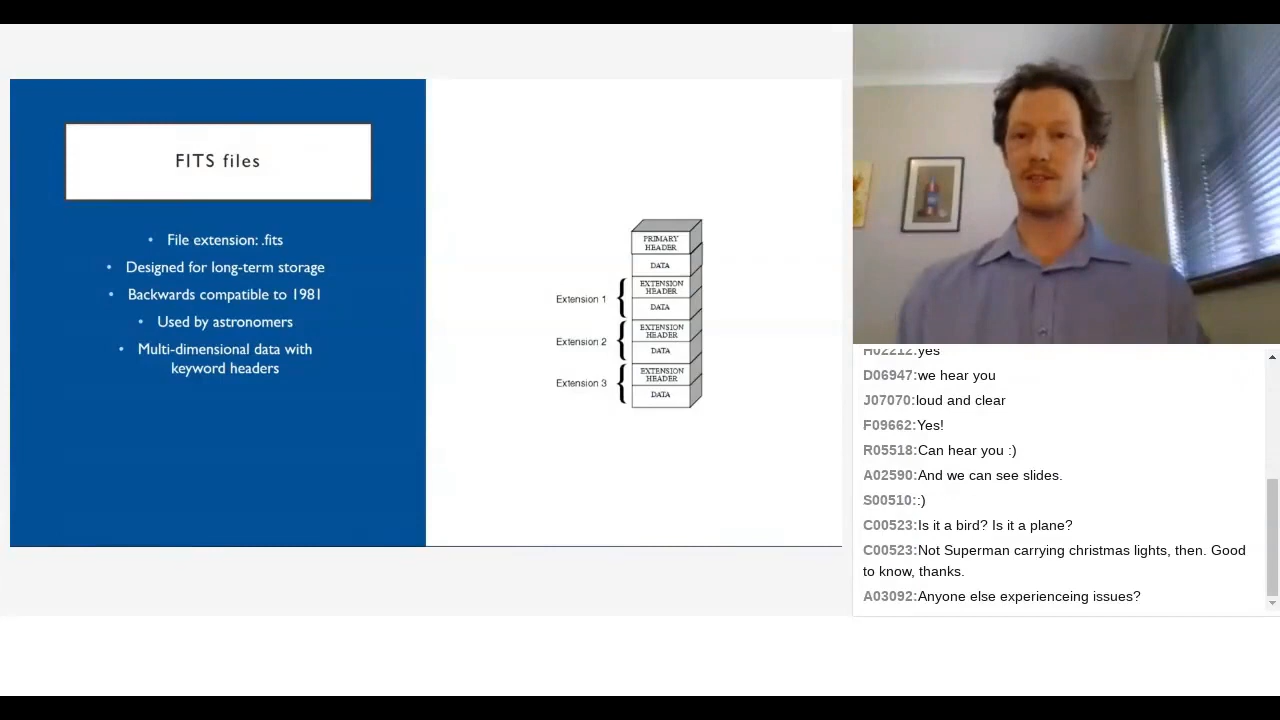 FITS files
• File extension: .fits
• Designed for long-term storage
• Backwards compatible to 1981
• Used by astronomers
• Multi-dimensional data with
keyword headers
PRIMARY
HEADER
DATA
Extension 1
EXTENSION
HEADER
DATA
Extension 2
EXTENSION
HEADER
DATA
Extension 3
EXTENSION
HEADER
DATA
H02212:yes
D06947:we hear you
J07070:loud and clear
F09662:Yes!
R05518:Can hear you :)
A02590:And we can see slides.
S00510::)
C00523:Is it a bird? Is it a plane?
C00523:Not Superman carrying christmas lights, then. Good
to know, thanks.
A03092:Anyone else experienceing issues?